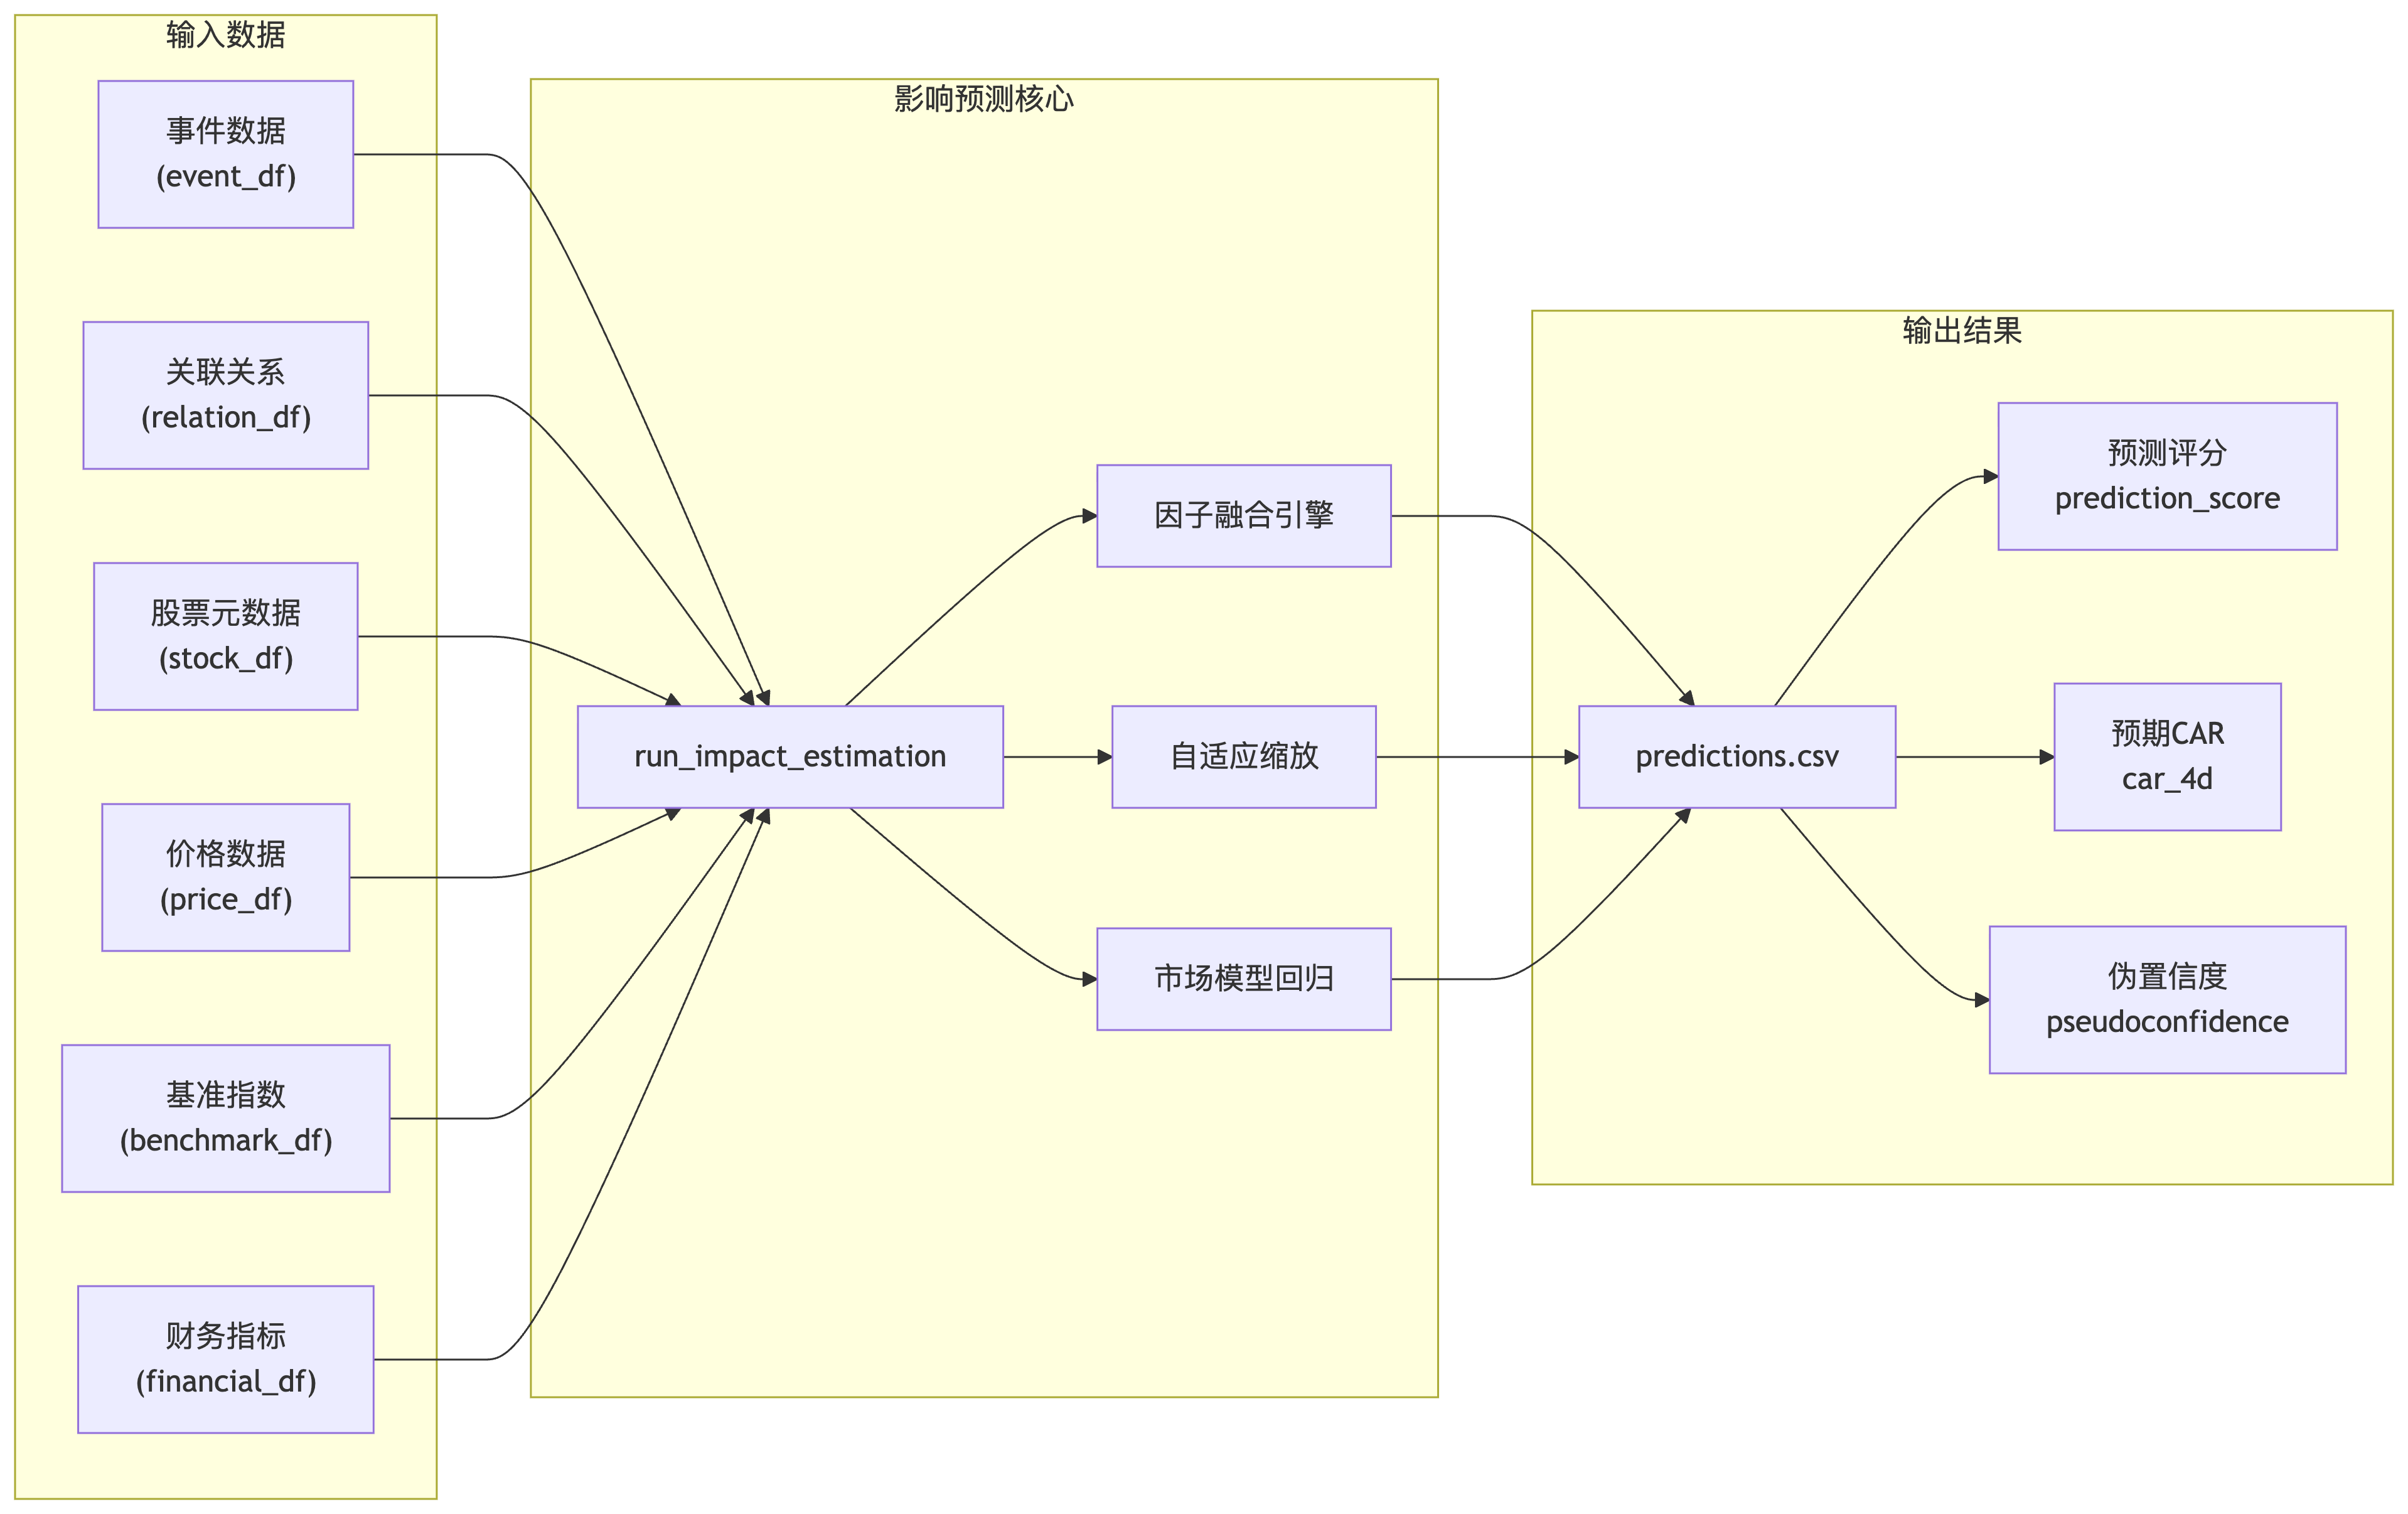 输入数据
事件数据
(event_df)
关联关系
(relation_df)
股票元数据
(stock_df)
价格数据
(price_df)
基准指数
(benchmark_df)
财务指标
(financial_df)
影响预测核心
run_impact_estimation
因子融合引擎
自适应缩放
市场模型回归
输出结果
predictions.csv
预测评分
prediction_score
预期CAR
car_4d
伪置信度
pseudoconfidence